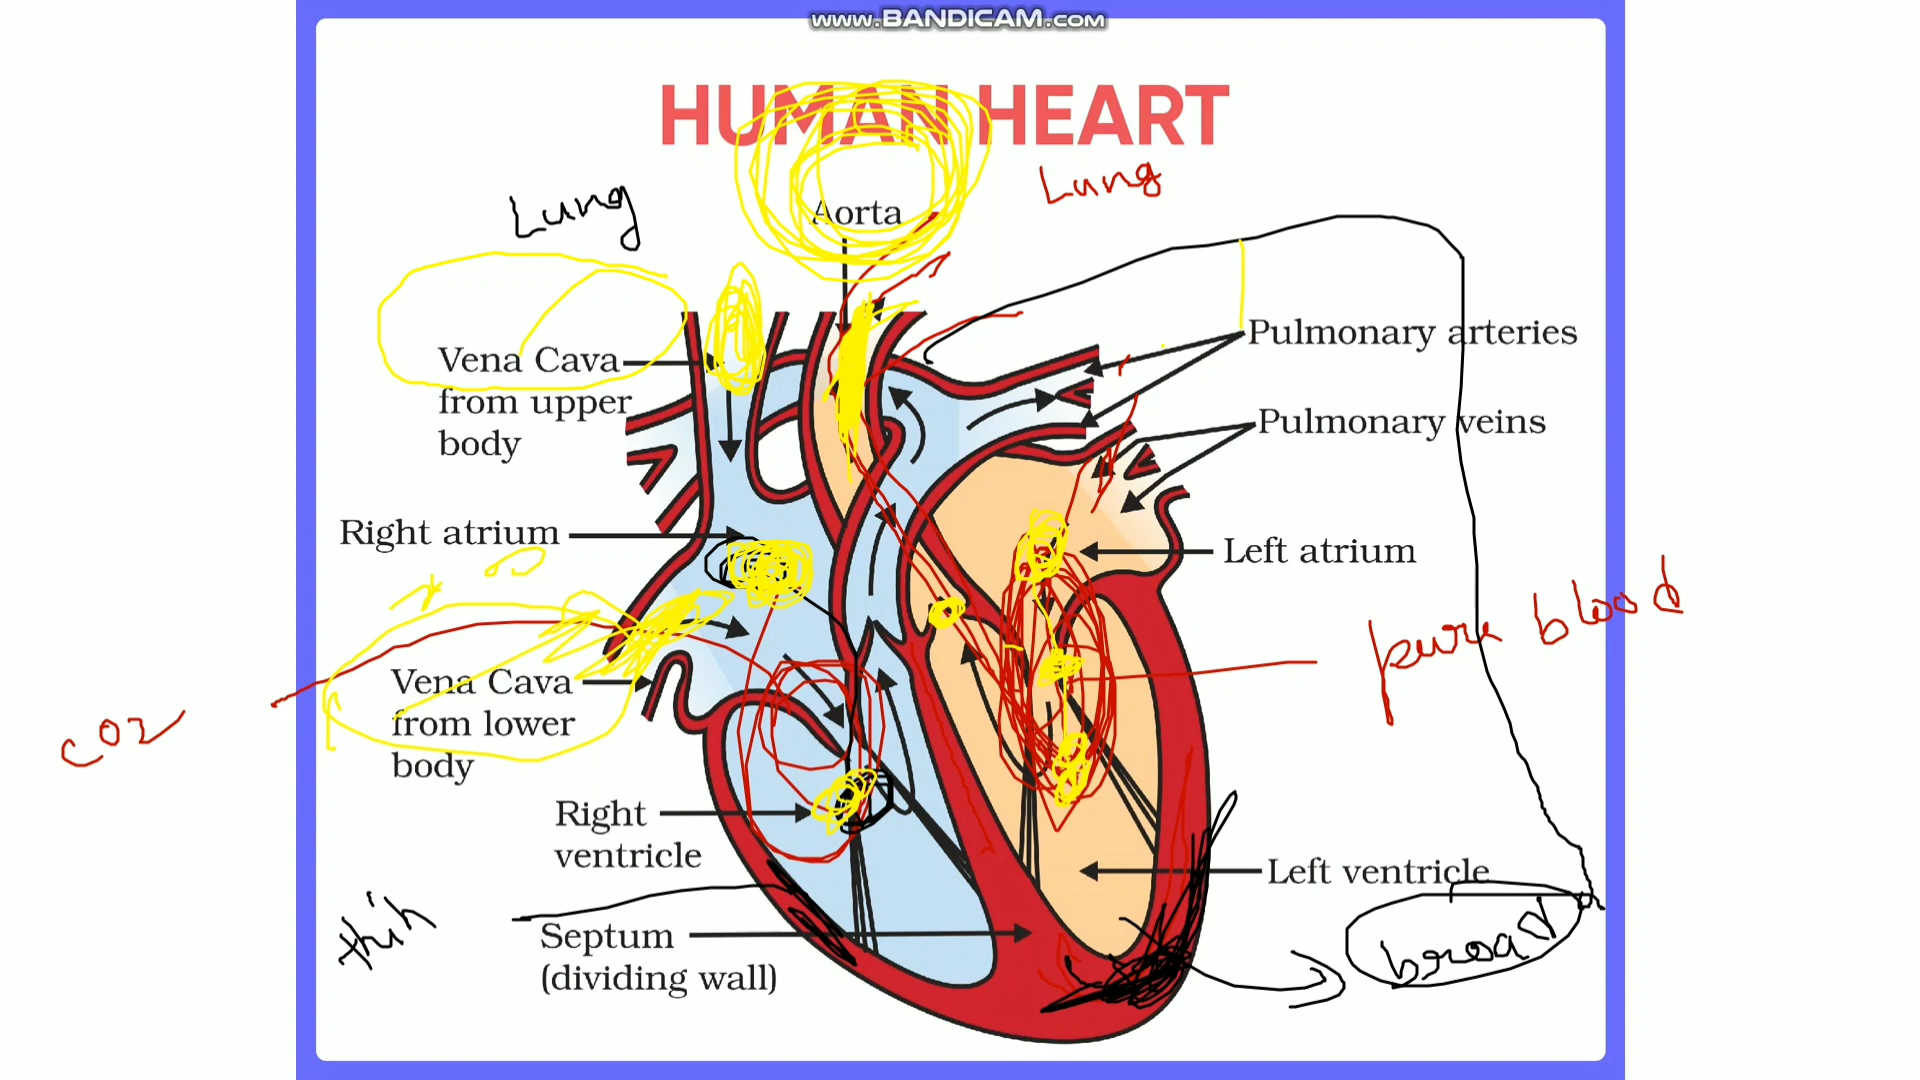 www.BANDICAM.com
HUMAN HEART
Lung
Lung
Aorta
Pulmonary arteries
Vena Cava
from upper
body
Pulmonary veins
Right atrium
Left atrium
pure blood
Vena Cava
from lower
body
CO2
Right
ventricle
Left ventricle
thin
Septum
(dividing wall)
broad